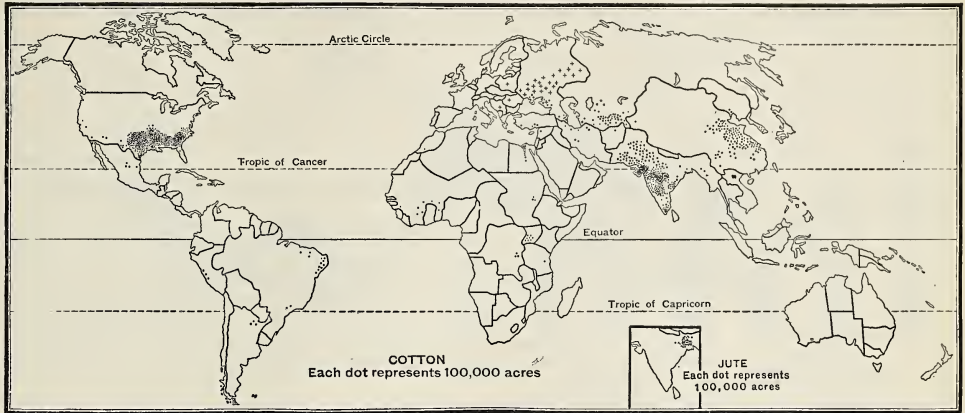 Arctic Circle
Tropic of Cancer
Equator
Tropic of Capricorn
COTTON
Each dot represents 100,000 acres
JUTE
Each dot represents
100,000 acres